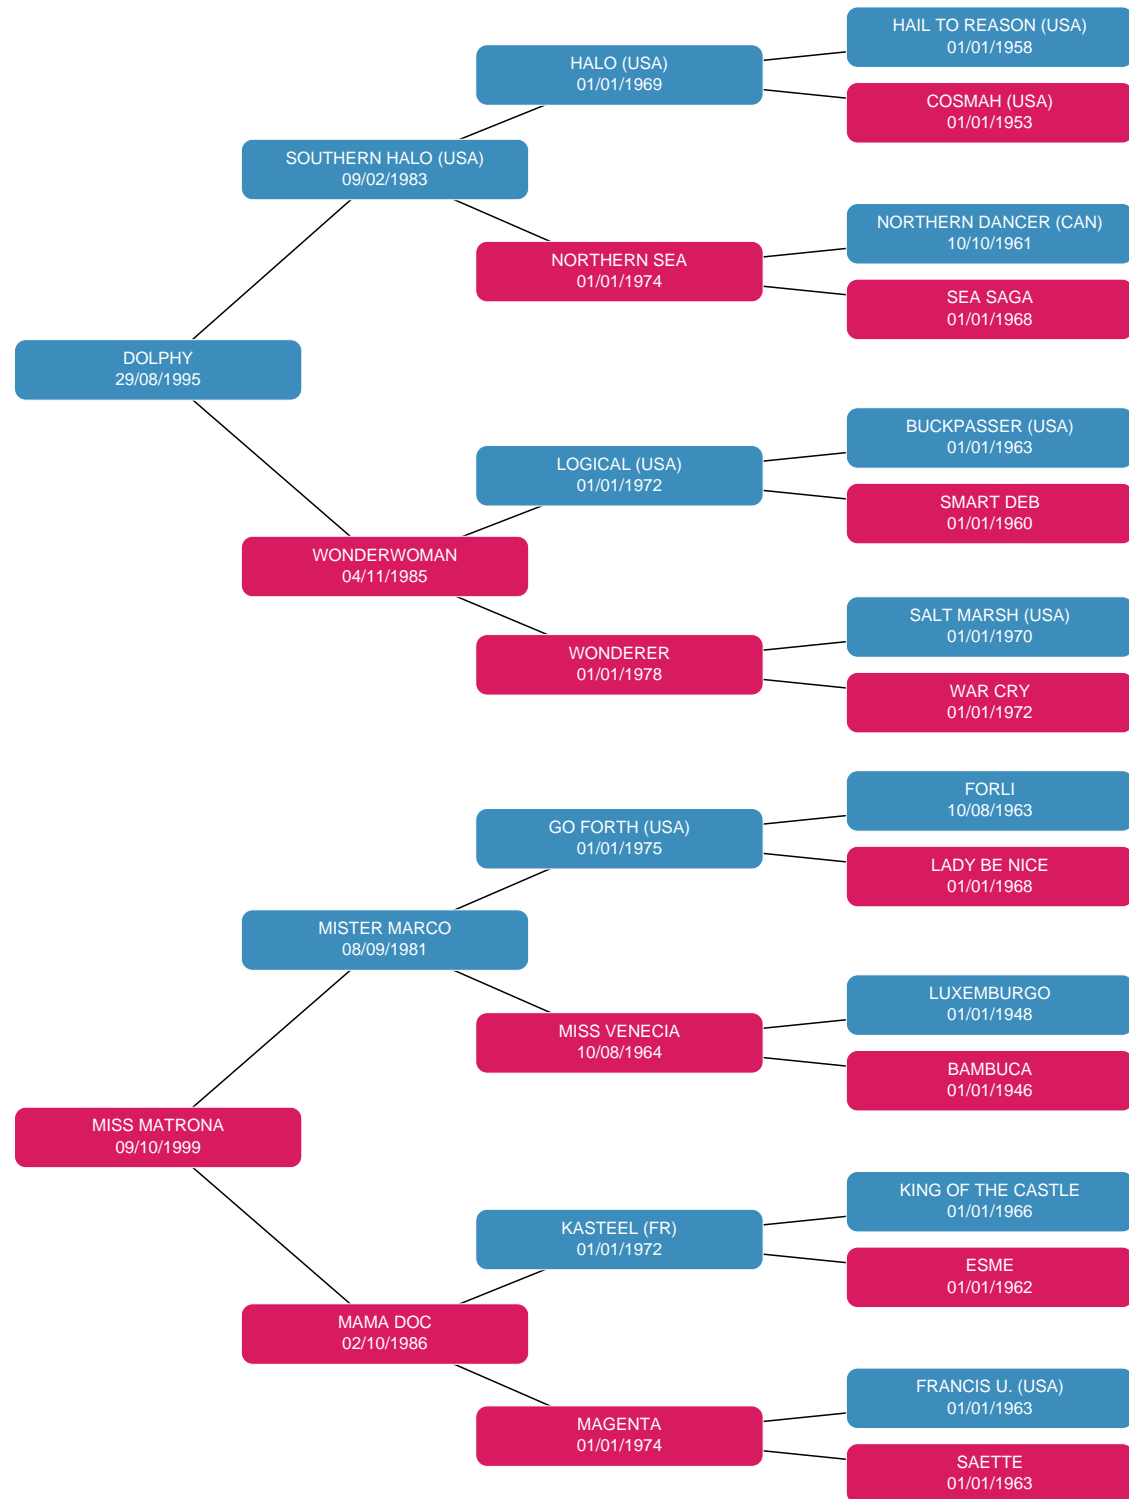 HAIL TO REASON (USA)
01/01/1958
HALO (USA)
01/01/1969
COSMAH (USA)
01/01/1953
SOUTHERN HALO (USA)
09/02/1983
NORTHERN DANCER (CAN)
10/10/1961
NORTHERN SEA
01/01/1974
SEA SAGA
01/01/1968
DOLPHY
29/08/1995
BUCKPASSER (USA)
01/01/1963
LOGICAL (USA)
01/01/1972
SMART DEB
01/01/1960
WONDERWOMAN
04/11/1985
SALT MARSH (USA)
01/01/1970
WONDERER
01/01/1978
WAR CRY
01/01/1972
FORLI
10/08/1963
GO FORTH (USA)
01/01/1975
LADY BE NICE
01/01/1968
MISTER MARCO
08/09/1981
LUXEMBURGO
01/01/1948
MISS VENECIA
10/08/1964
BAMBUCA
01/01/1946
MISS MATRONA
09/10/1999
KING OF THE CASTLE
01/01/1966
KASTEEL (FR)
01/01/1972
ESME
01/01/1962
MAMA DOC
02/10/1986
FRANCIS U. (USA)
01/01/1963
MAGENTA
01/01/1974
SAETTE
01/01/1963